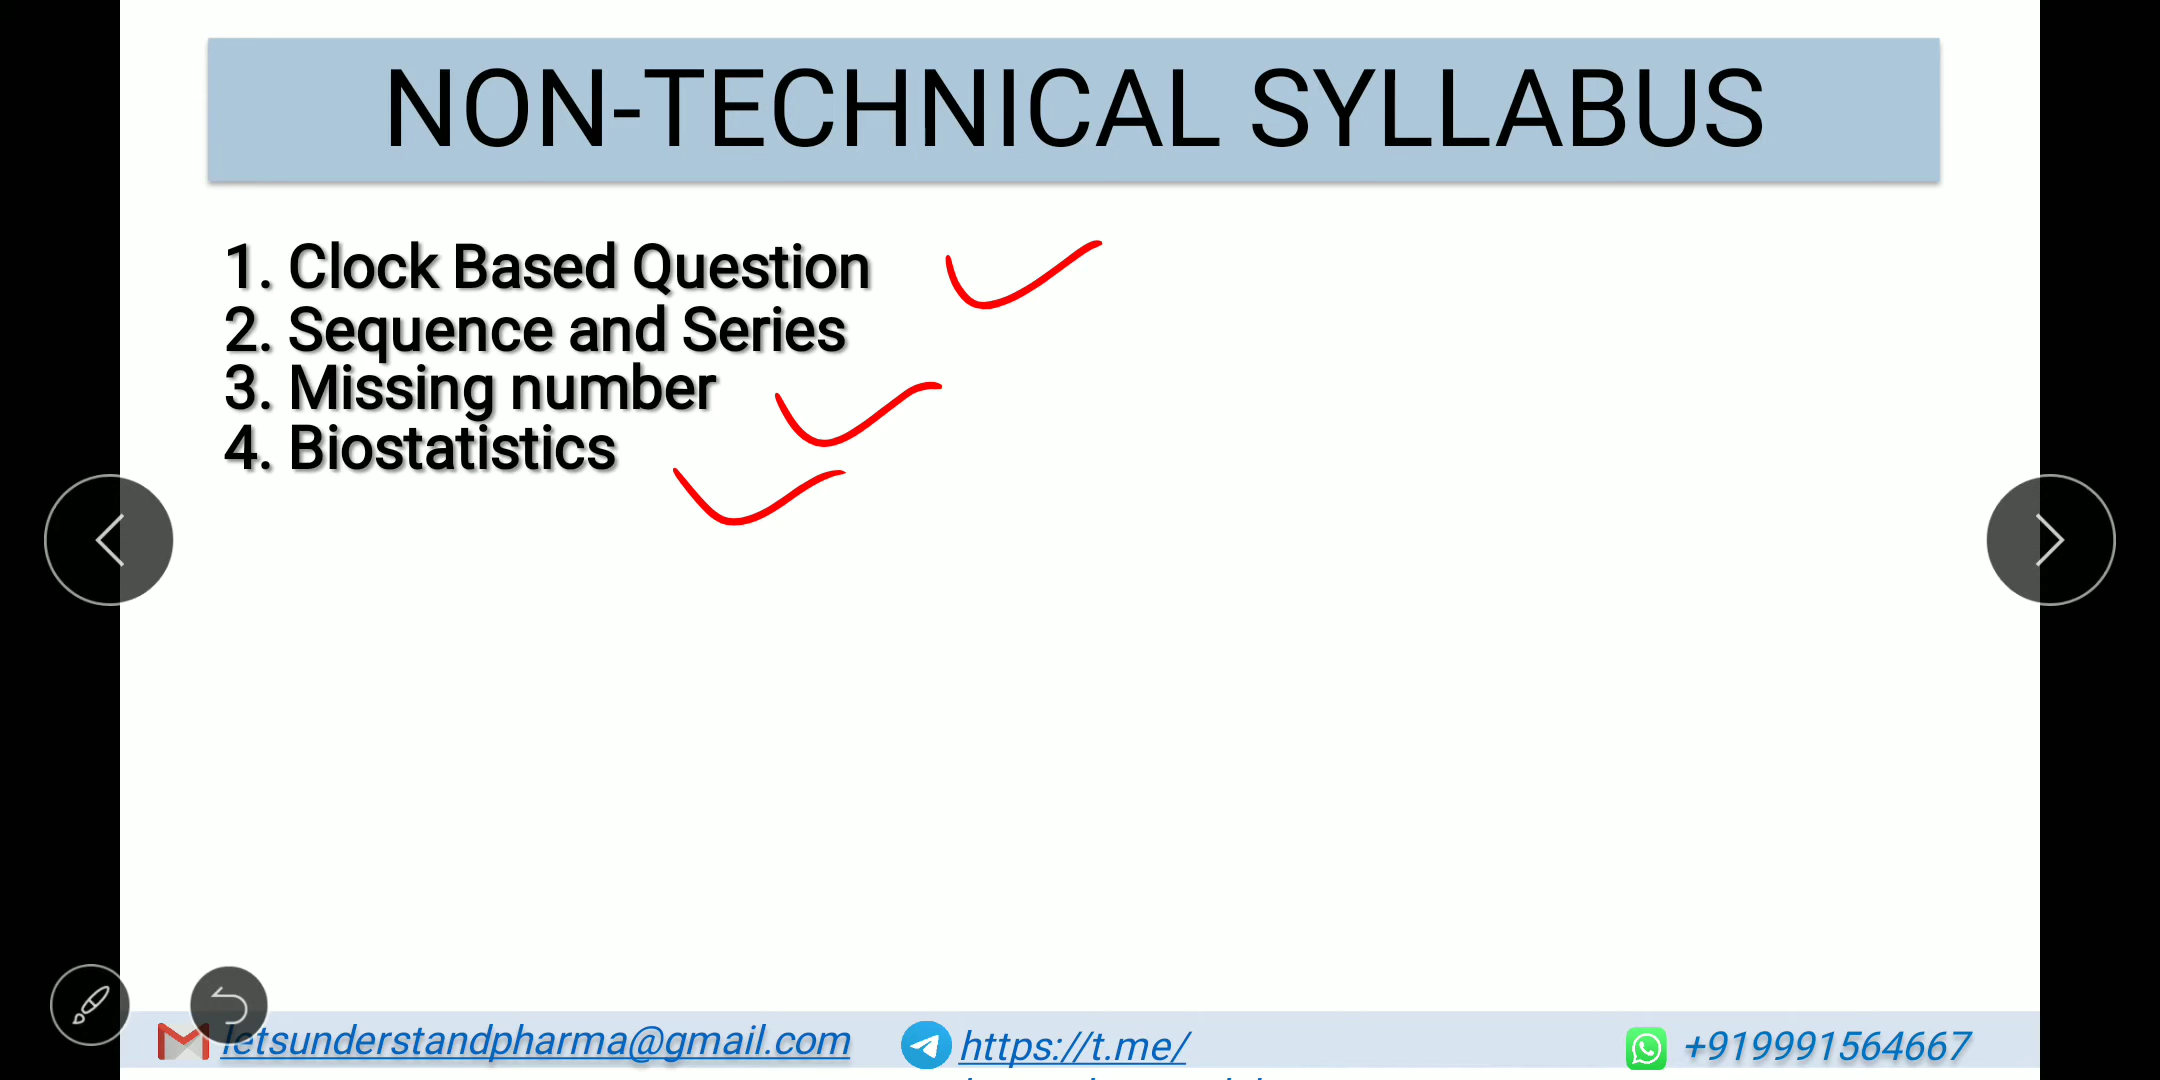 NON-TECHNICAL SYLLABUS
1. Clock Based Question
2. Sequence and Series
3. Missing number
4. Biostatistics
letsunderstandpharma@gmail.com
https://t.me/
+919991564667